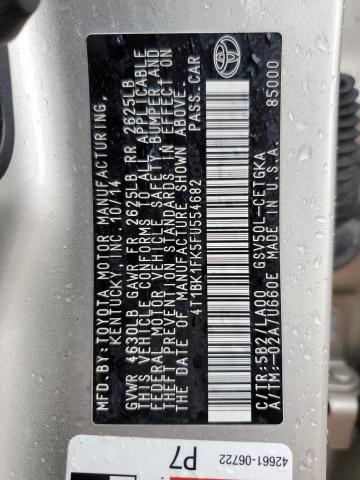 MFD. BY: TOYOTA MOTOR MANUFACTURING,
KENTUCKY, INC. 10/14
GVWR 4630LB GAWR FR 2625LB RR 2625LB
THIS VEHICLE CONFORMS TO ALL APPLICABLE
FEDERAL MOTOR VEHICLE SAFETY, BUMPER AND
THEFT PREVENTION STANDARDS IN EFFECT ON
THE DATE OF MANUFACTURE SHOWN ABOVE.
4T1BK1FK5FU554682 PASS. CAR
C/TR: 5B2/LA00 GSV50L-CETGKA
A/TM: -02A/U660E MADE IN U.S.A. 85000
42661-06722
P7